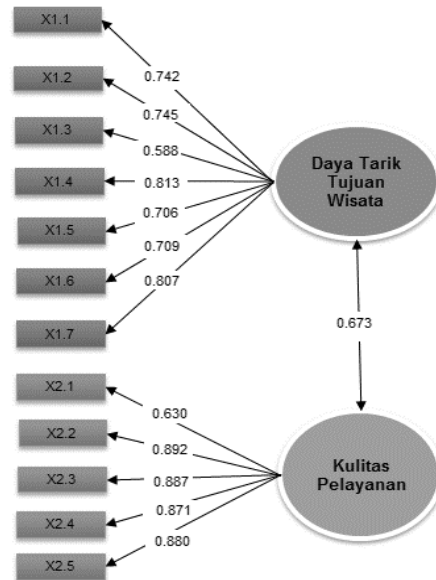 X1.1
X1.2
X1.3
X1.4
X1.5
X1.6
X1.7
X2.1
X2.2
X2.3
X2.4
X2.5
0.742
0.745
0.588
0.813
0.706
0.709
0.807
0.630
0.892
0.887
0.871
0.880
Daya Tarik
Tujuan
Wisata
0.673
Kulitas
Pelayanan